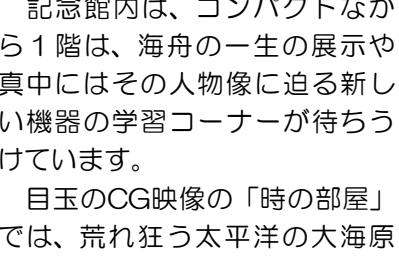 記念館内は、コンパクトなが
ら１階は、海舟の一生の展示や
真中にはその人物像に迫る新し
い機器の学習コーナーが待ちう
けています。
　目玉のCG映像の「時の部屋」
では、荒れ狂う太平洋の大海原